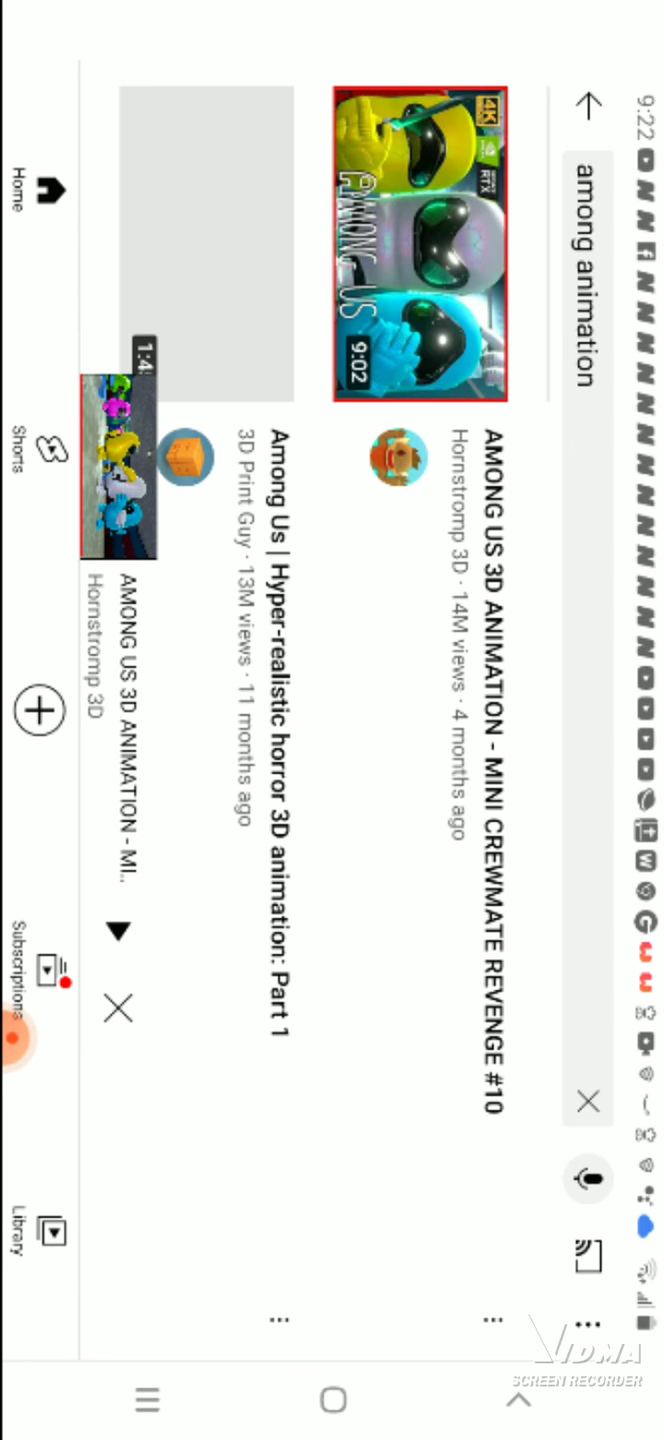 9:22
among animation
4K
RTX
AMONG US
9:02
AMONG US 3D ANIMATION - MINI CREWMATE REVENGE #10
Hornstromp 3D · 14M views · 4 months ago
Among Us | Hyper-realistic horror 3D animation: Part 1
3D Print Guy · 13M views · 11 months ago
AMONG US 3D ANIMATION - MI..
Hornstromp 3D
Home
Shorts
Subscriptions
Library
VIDMA
SCREEN RECORDER